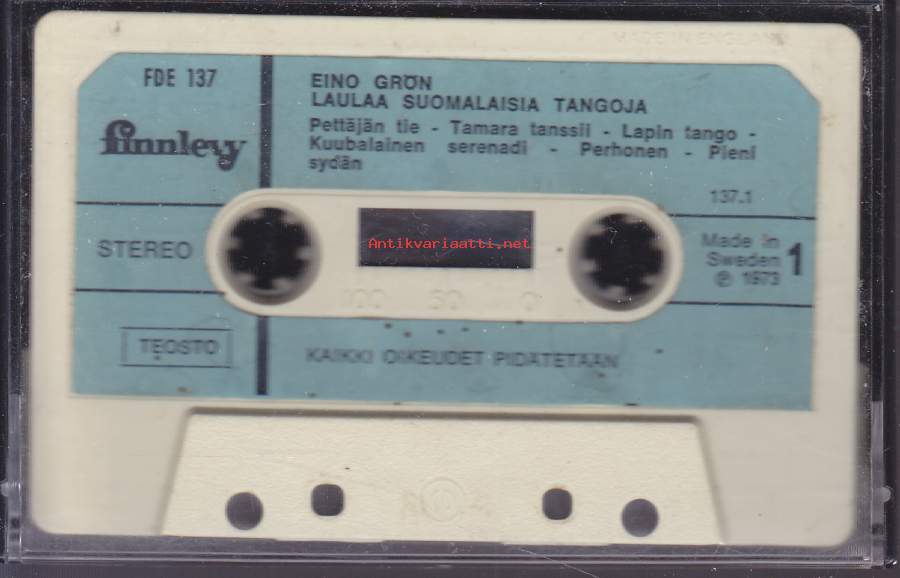 MADE IN ENGLAND
FDE 137
finnlevy
EINO GRÖN
LAULAA SUOMALAISIA TANGOJA
Pettäjän tie - Tamara tanssii - Lapin tango -
Kuubalainen serenadi - Perhonen - Pieni
sydän
137.1
STEREO
Antikvariaatti.net
Made in
Sweden
℗ 1973
1
100 50 0
TEOSTO
KAIKKI OIKEUDET PIDÄTETÄÄN